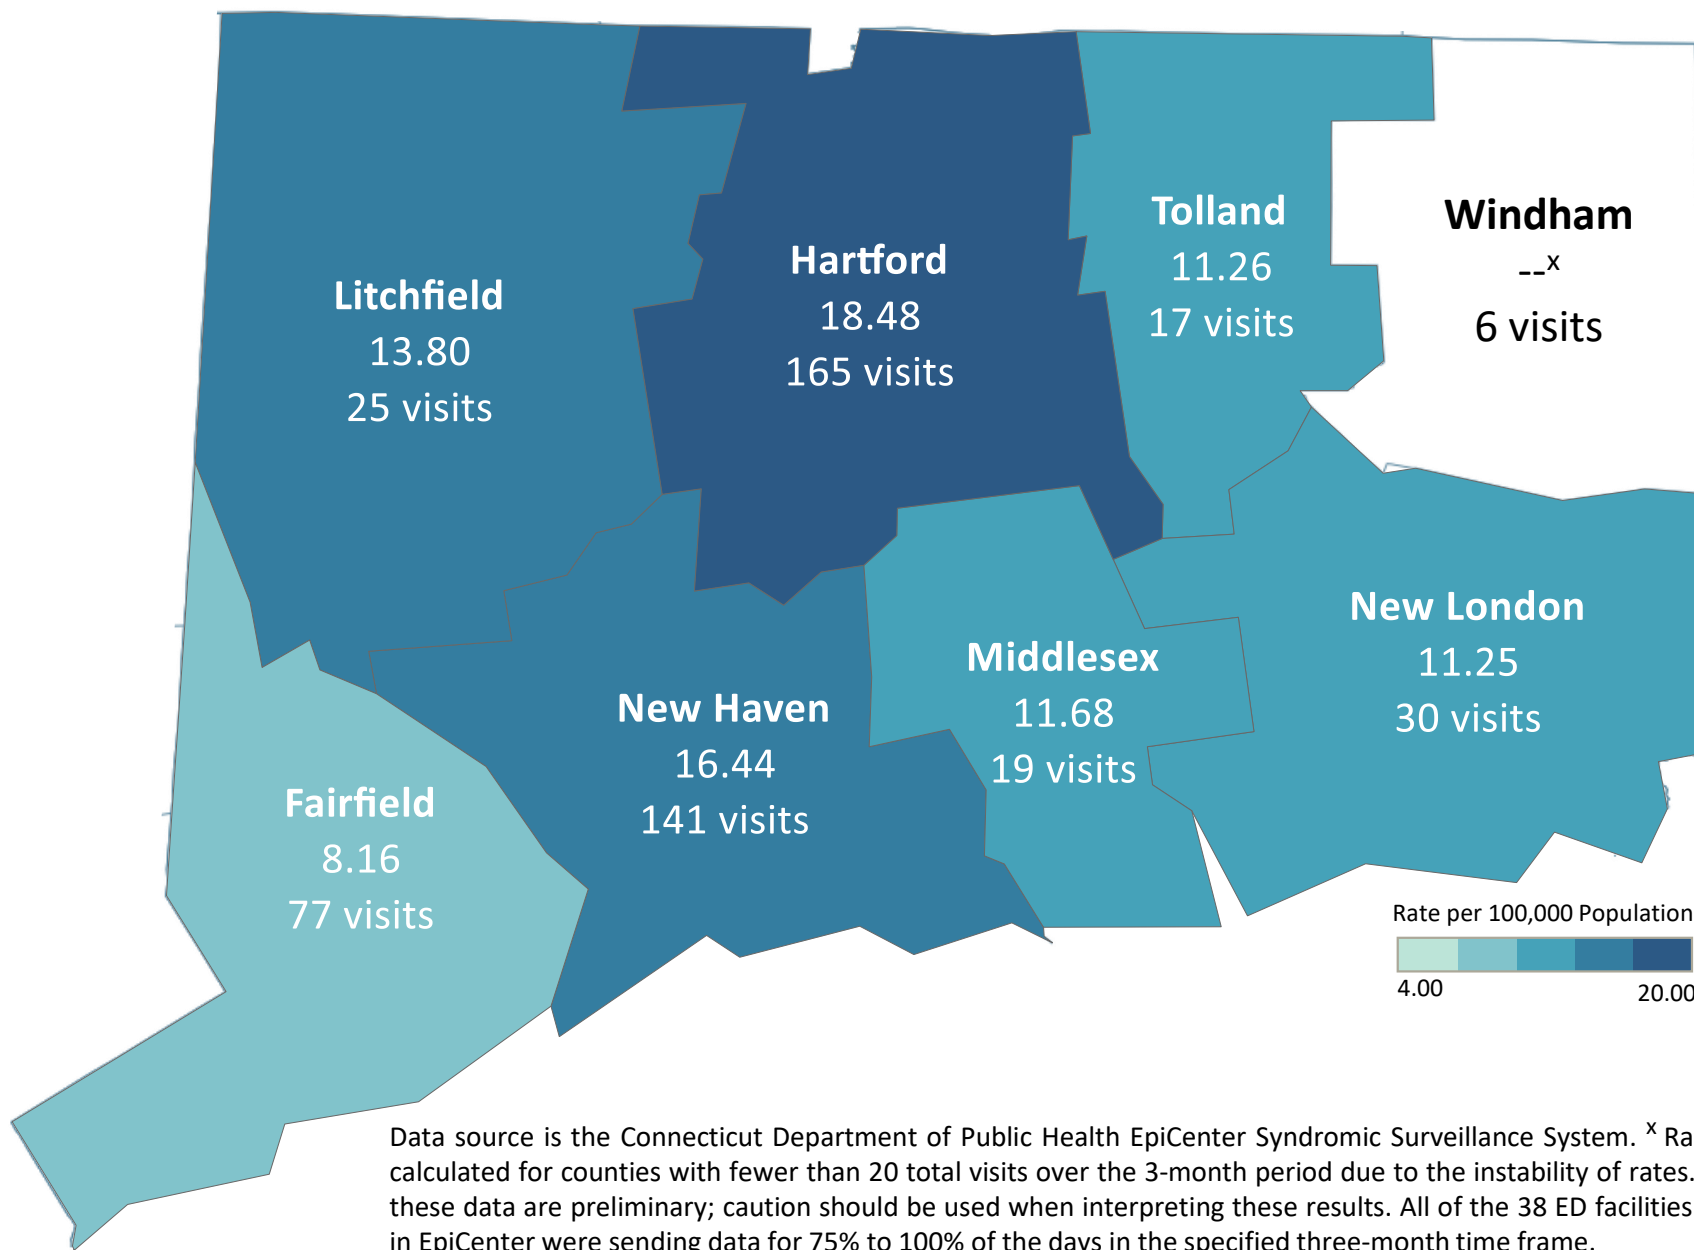 Litchfield
13.80
25 visits
Hartford
18.48
165 visits
Tolland
11.26
17 visits
Windham
--x
6 visits
New Haven
16.44
141 visits
Middlesex
11.68
19 visits
New London
11.25
30 visits
Fairfield
8.16
77 visits
Rate per 100,000 Population
4.00 20.00
Data source is the Connecticut Department of Public Health EpiCenter Syndromic Surveillance System. x Ra
calculated for counties with fewer than 20 total visits over the 3-month period due to the instability of rates.
these data are preliminary; caution should be used when interpreting these results. All of the 38 ED facilities
in EpiCenter were sending data for 75% to 100% of the days in the specified three-month time frame.